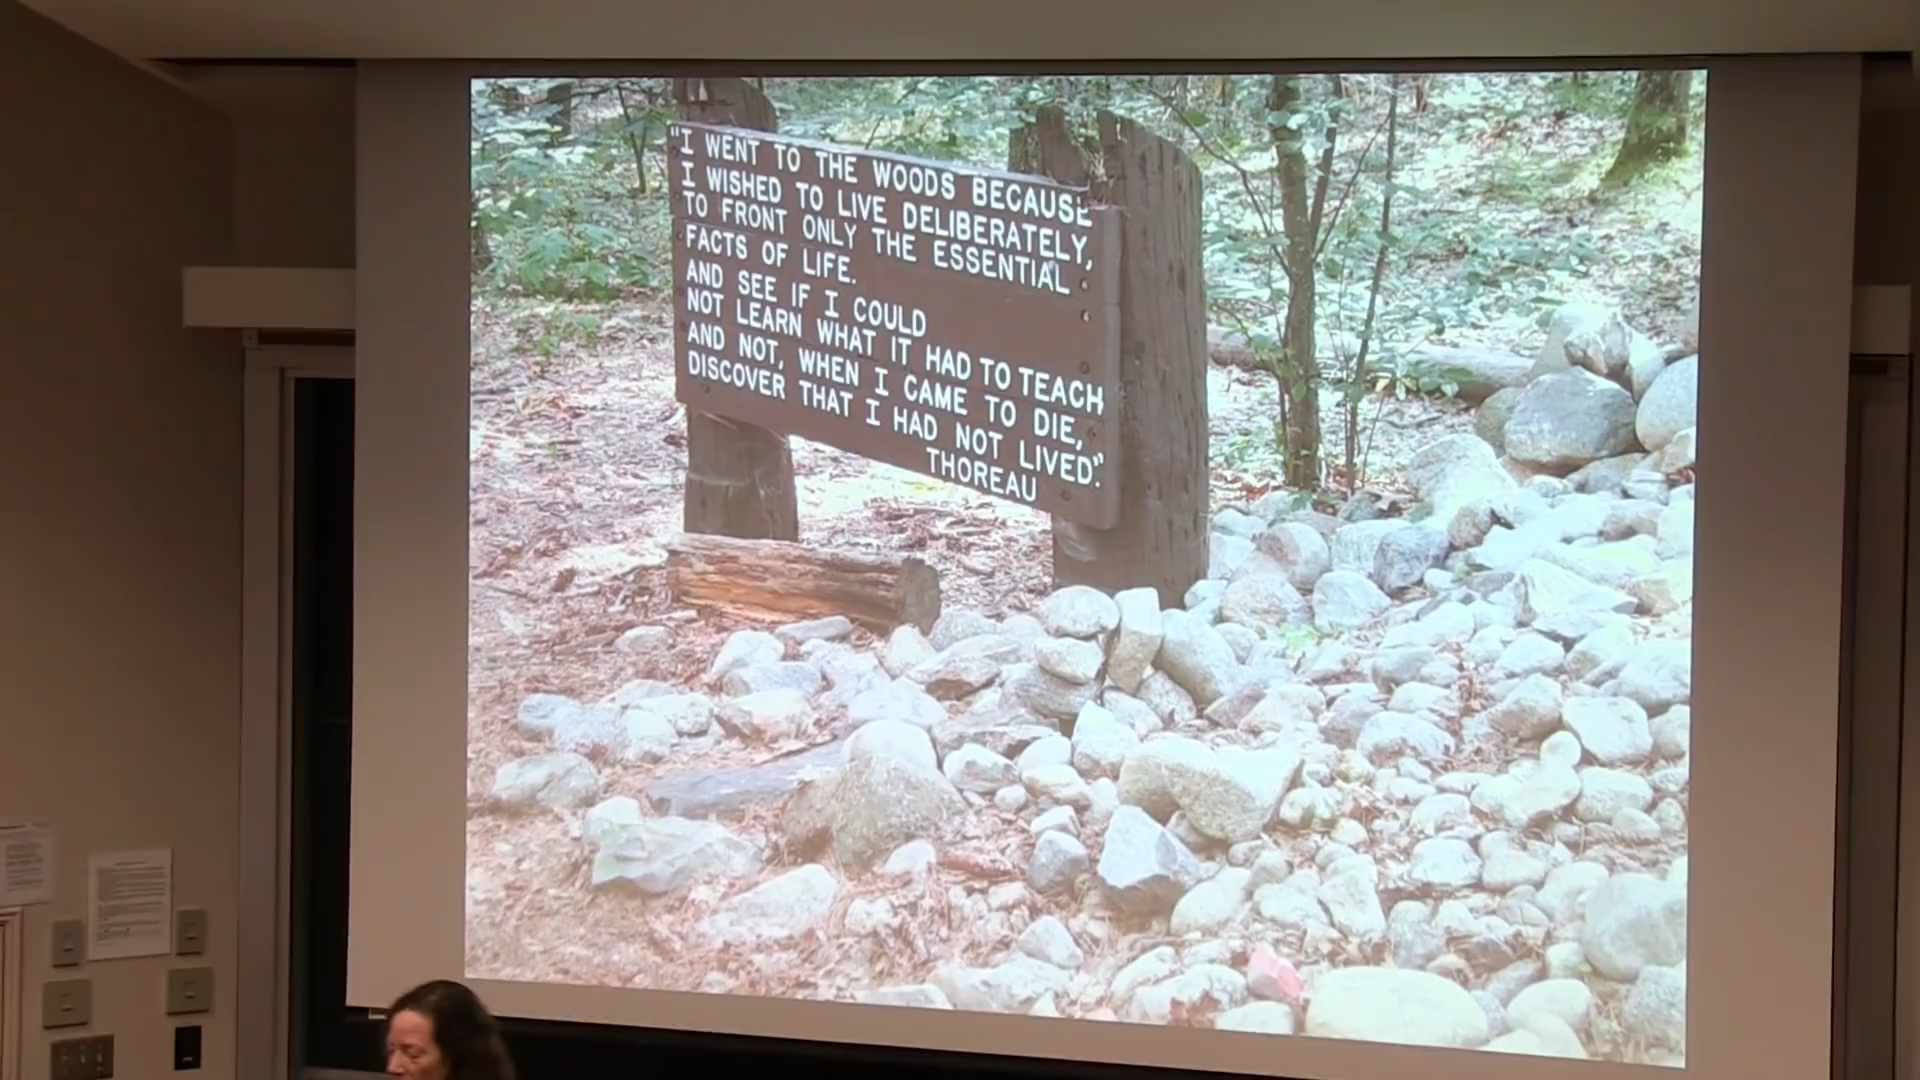 "I WENT TO THE WOODS BECAUSE
I WISHED TO LIVE DELIBERATELY,
TO FRONT ONLY THE ESSENTIAL
FACTS OF LIFE.
AND SEE IF I COULD
NOT LEARN WHAT IT HAD TO TEACH
AND NOT, WHEN I CAME TO DIE,
DISCOVER THAT I HAD NOT LIVED."
THOREAU